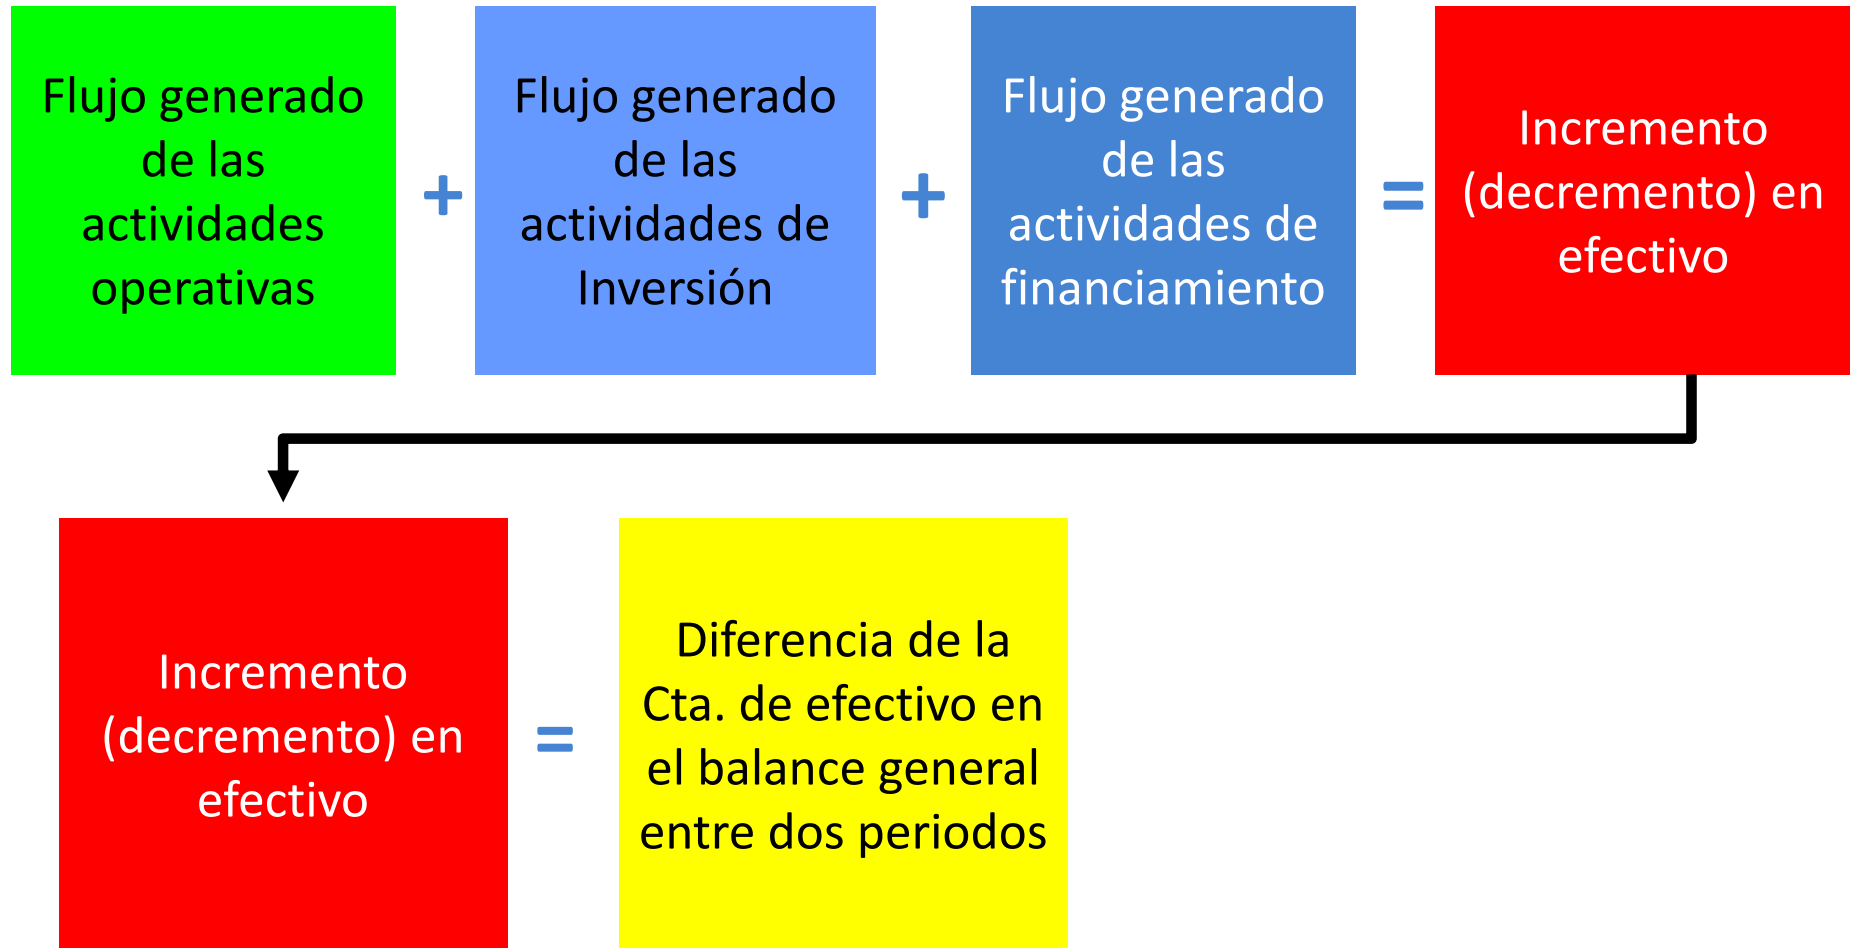 Flujo generado
de las
actividades
operativas
+
Flujo generado
de las
actividades de
Inversión
+
Flujo generado
de las
actividades de
financiamiento
=
Incremento
(decremento) en
efectivo
Incremento
(decremento) en
efectivo
=
Diferencia de la
Cta. de efectivo en
el balance general
entre dos periodos